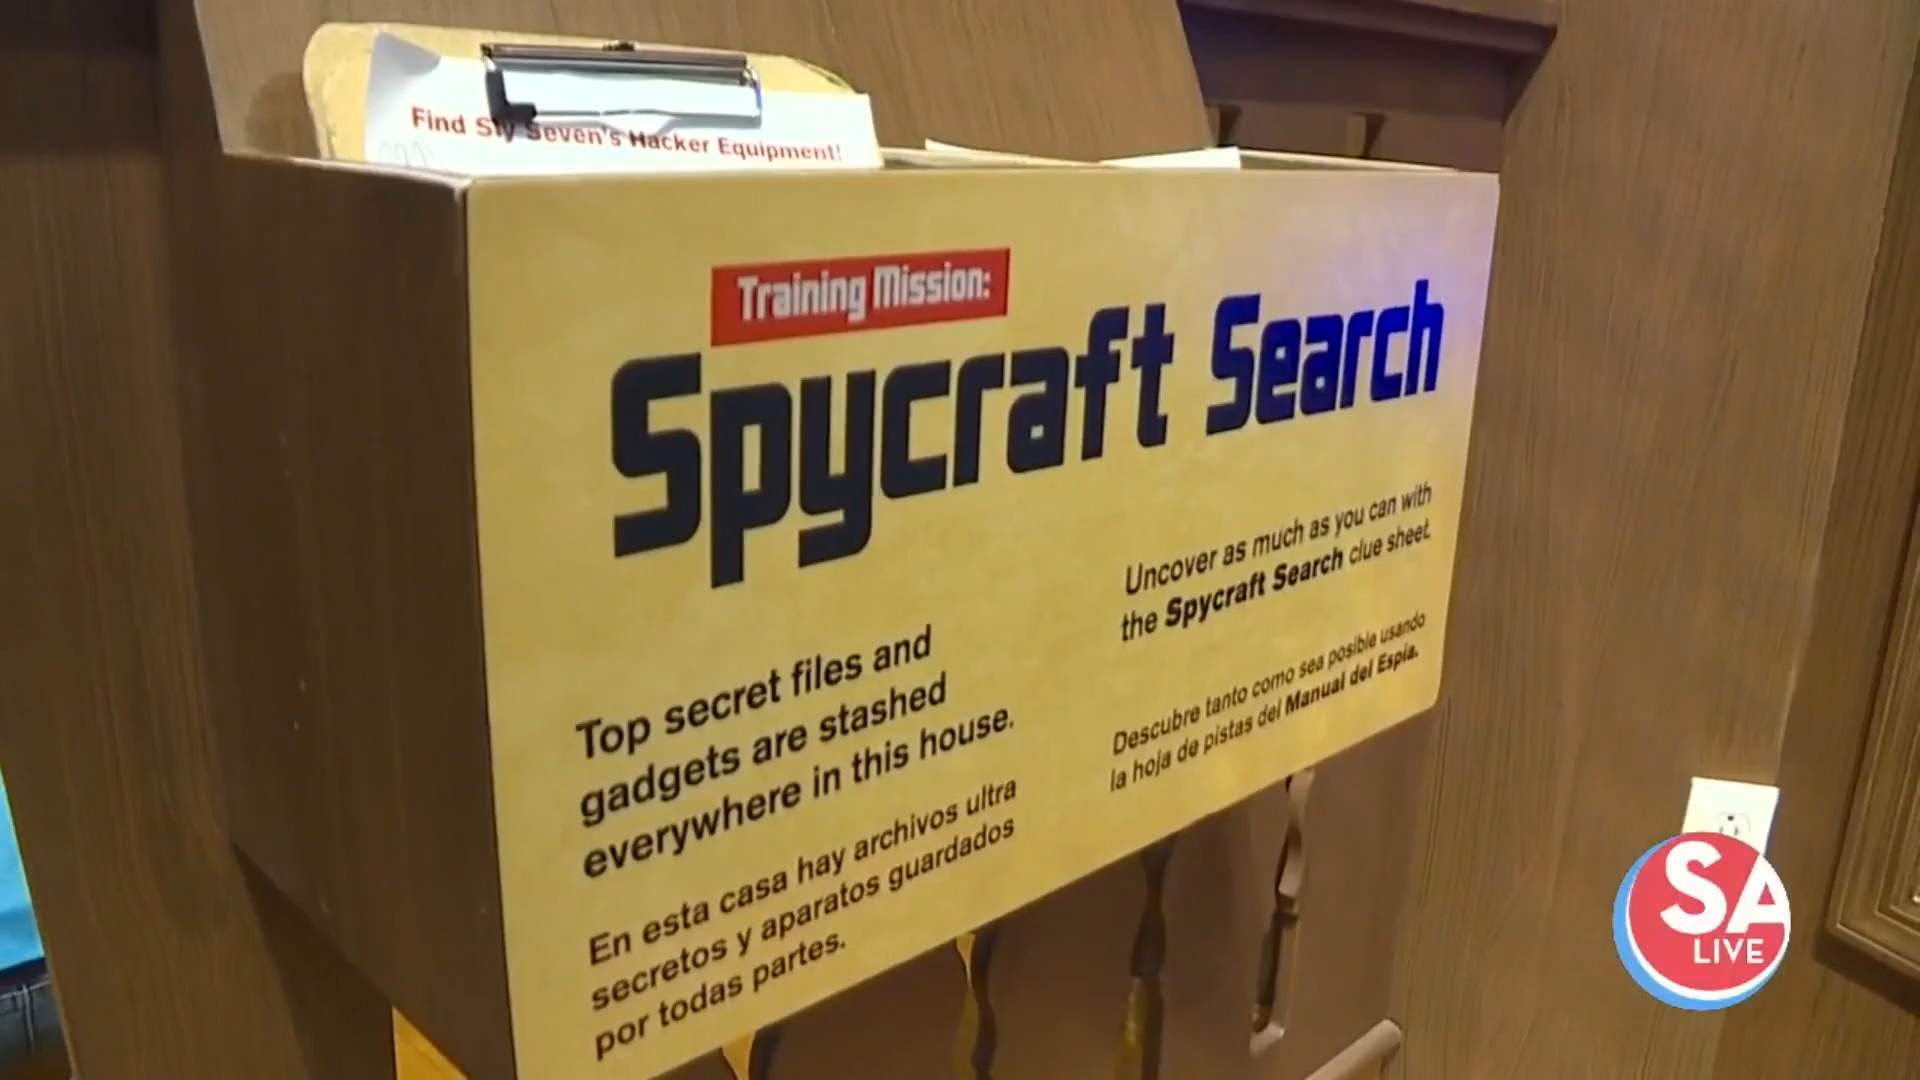 Find Sly Seven's Hacker Equipment!
Training Mission:
Spycraft Search
Top secret files and
gadgets are stashed
everywhere in this house.
En esta casa hay archivos ultra
secretos y aparatos guardados
por todas partes.
Uncover as much as you can with
the Spycraft Search clue sheet.
Descubre tanto como sea posible usando
la hoja de pistas del Manual del Espía.
SA
LIVE